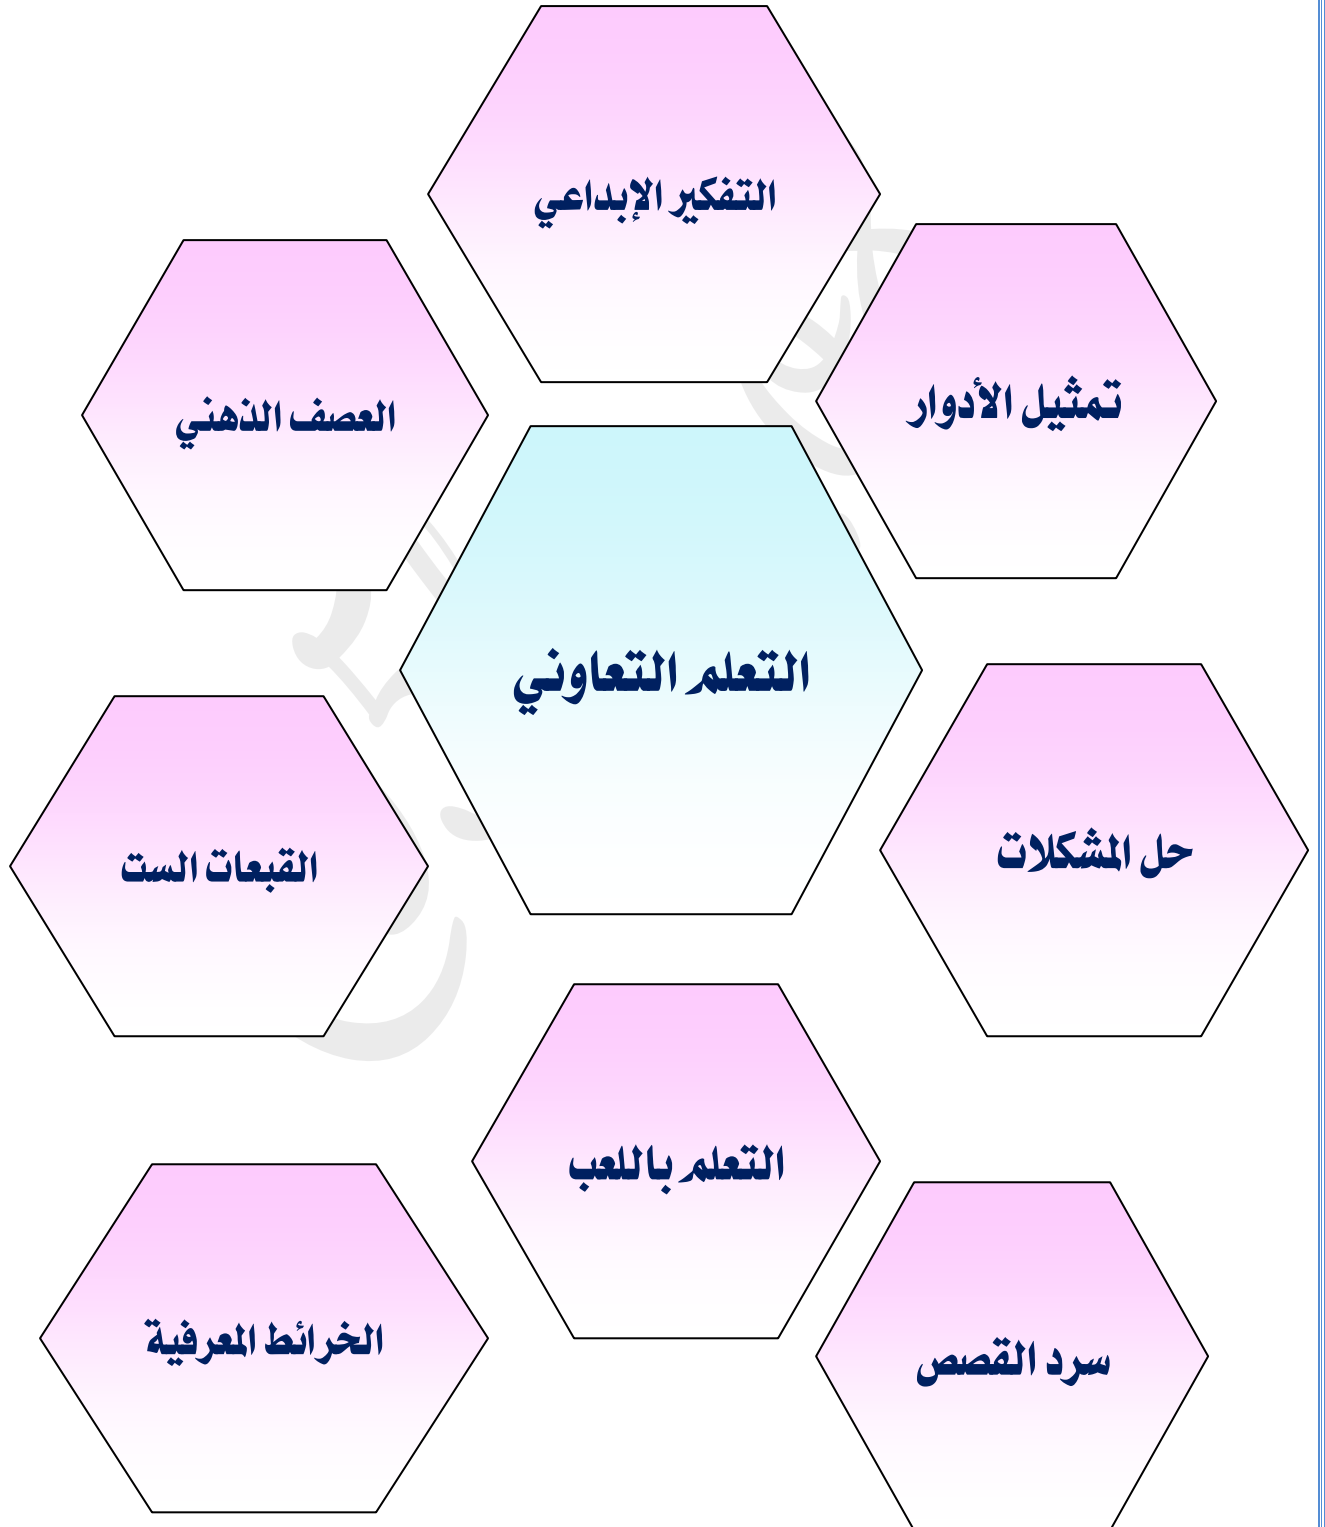 التفكير الإبداعي
تمثيل الأدوار
العصف الذهني
التعلم التعاوني
حل المشكلات
القبعات الست
التعلم باللعب
سرد القصص
الخرائط المعرفية